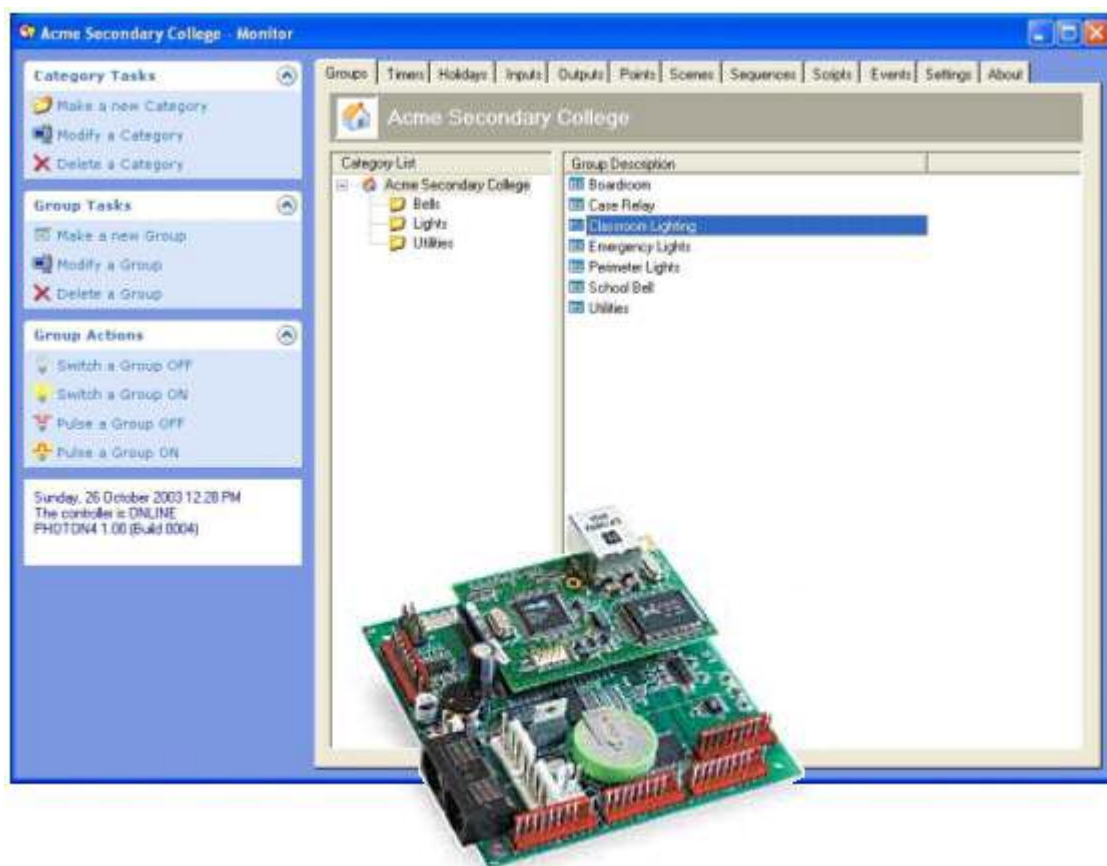 Acme Secondary College - Monitor
Category Tasks
Make a new Category
Modify a Category
Delete a Category
Group Tasks
Make a new Group
Modify a Group
Delete a Group
Group Actions
Switch a Group OFF
Switch a Group ON
Pulse a Group OFF
Pulse a Group ON
Sunday, 26 October 2003 12:28 PM
The controller is ONLINE
PHOTON4 1.00 (Build 0004)
Groups Timers Holidays Inputs Outputs Points Scenes Sequences Scripts Events Settings About
Acme Secondary College
Category List
Acme Secondary College
Bells
Lights
Utilities
Group Description
Boardroom
Case Relay
Classroom Lighting
Emergency Lights
Perimeter Lights
School Bell
Utilities